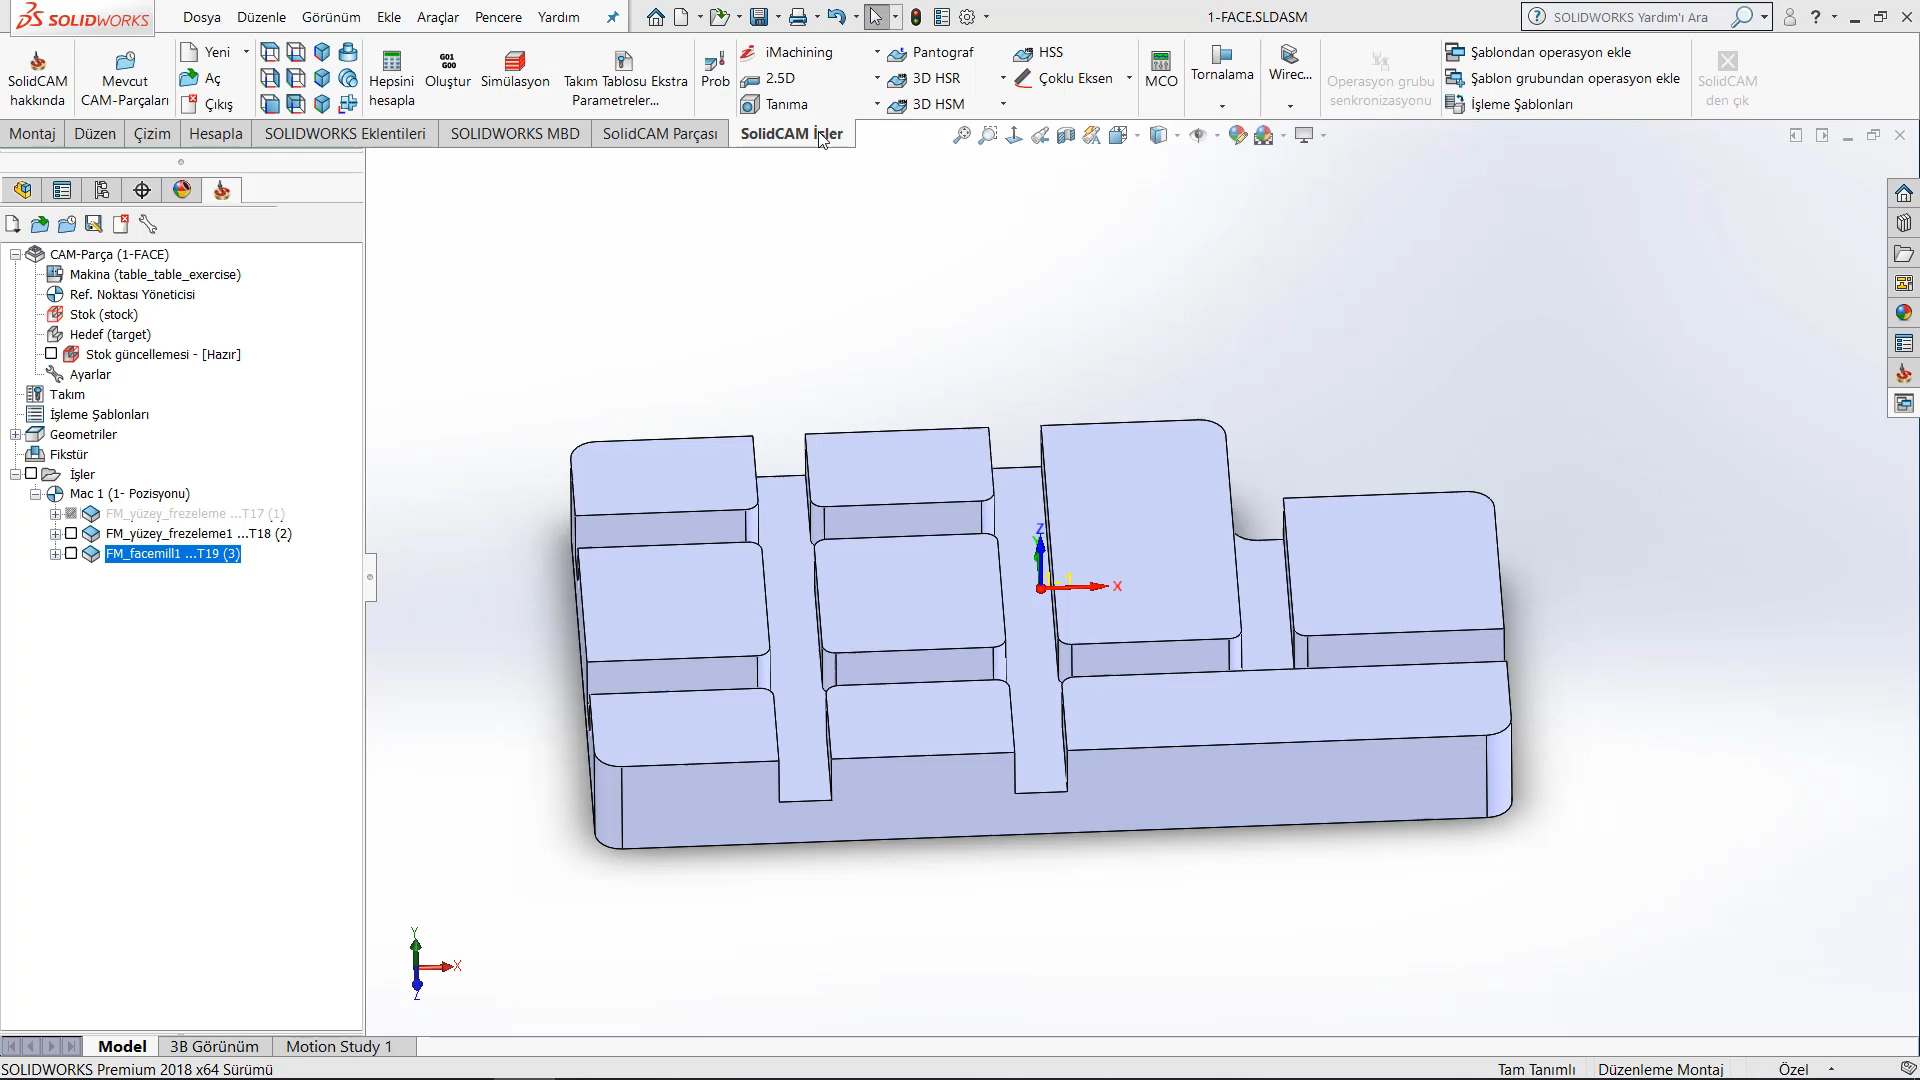 SOLIDWORKS
Dosya Düzenle Görünüm Ekle Araçlar Pencere Yardım
1-FACE.SLDASM
SOLIDWORKS Yardım'ı Ara
SolidCAM hakkında
Mevcut CAM-Parçaları
Yeni
Aç
Çıkış
Hepsini hesapla
G01 G00
Oluştur
Simülasyon
Takım Tablosu Ekstra Parametreler...
Prob
iMachining
2.5D
Tanıma
Pantograf
3D HSR
3D HSM
HSS
Çoklu Eksen
MCO
Tornalama
Wirec...
Operasyon grubu senkronizasyonu
Şablondan operasyon ekle
Şablon grubundan operasyon ekle
İşleme Şablonları
SolidCAM den çık
Montaj Düzen Çizim Hesapla SOLIDWORKS Eklentileri SOLIDWORKS MBD SolidCAM Parçası SolidCAM İşler
CAM-Parça (1-FACE)
Makina (table_table_exercise)
Ref. Noktası Yöneticisi
Stok (stock)
Hedef (target)
Stok güncellemesi - [Hazır]
Ayarlar
Takım
İşleme Şablonları
Geometriler
Fikstür
İşler
Mac 1 (1- Pozisyonu)
FM_yüzey_frezeleme ...T17 (1)
FM_yüzey_frezeleme1 ...T18 (2)
FM_facemill1 ...T19 (3)
Z
X
Y
X
Z
Model 3B Görünüm Motion Study 1
SOLIDWORKS Premium 2018 x64 Sürümü
Tam Tanımlı Düzenleme Montaj Özel